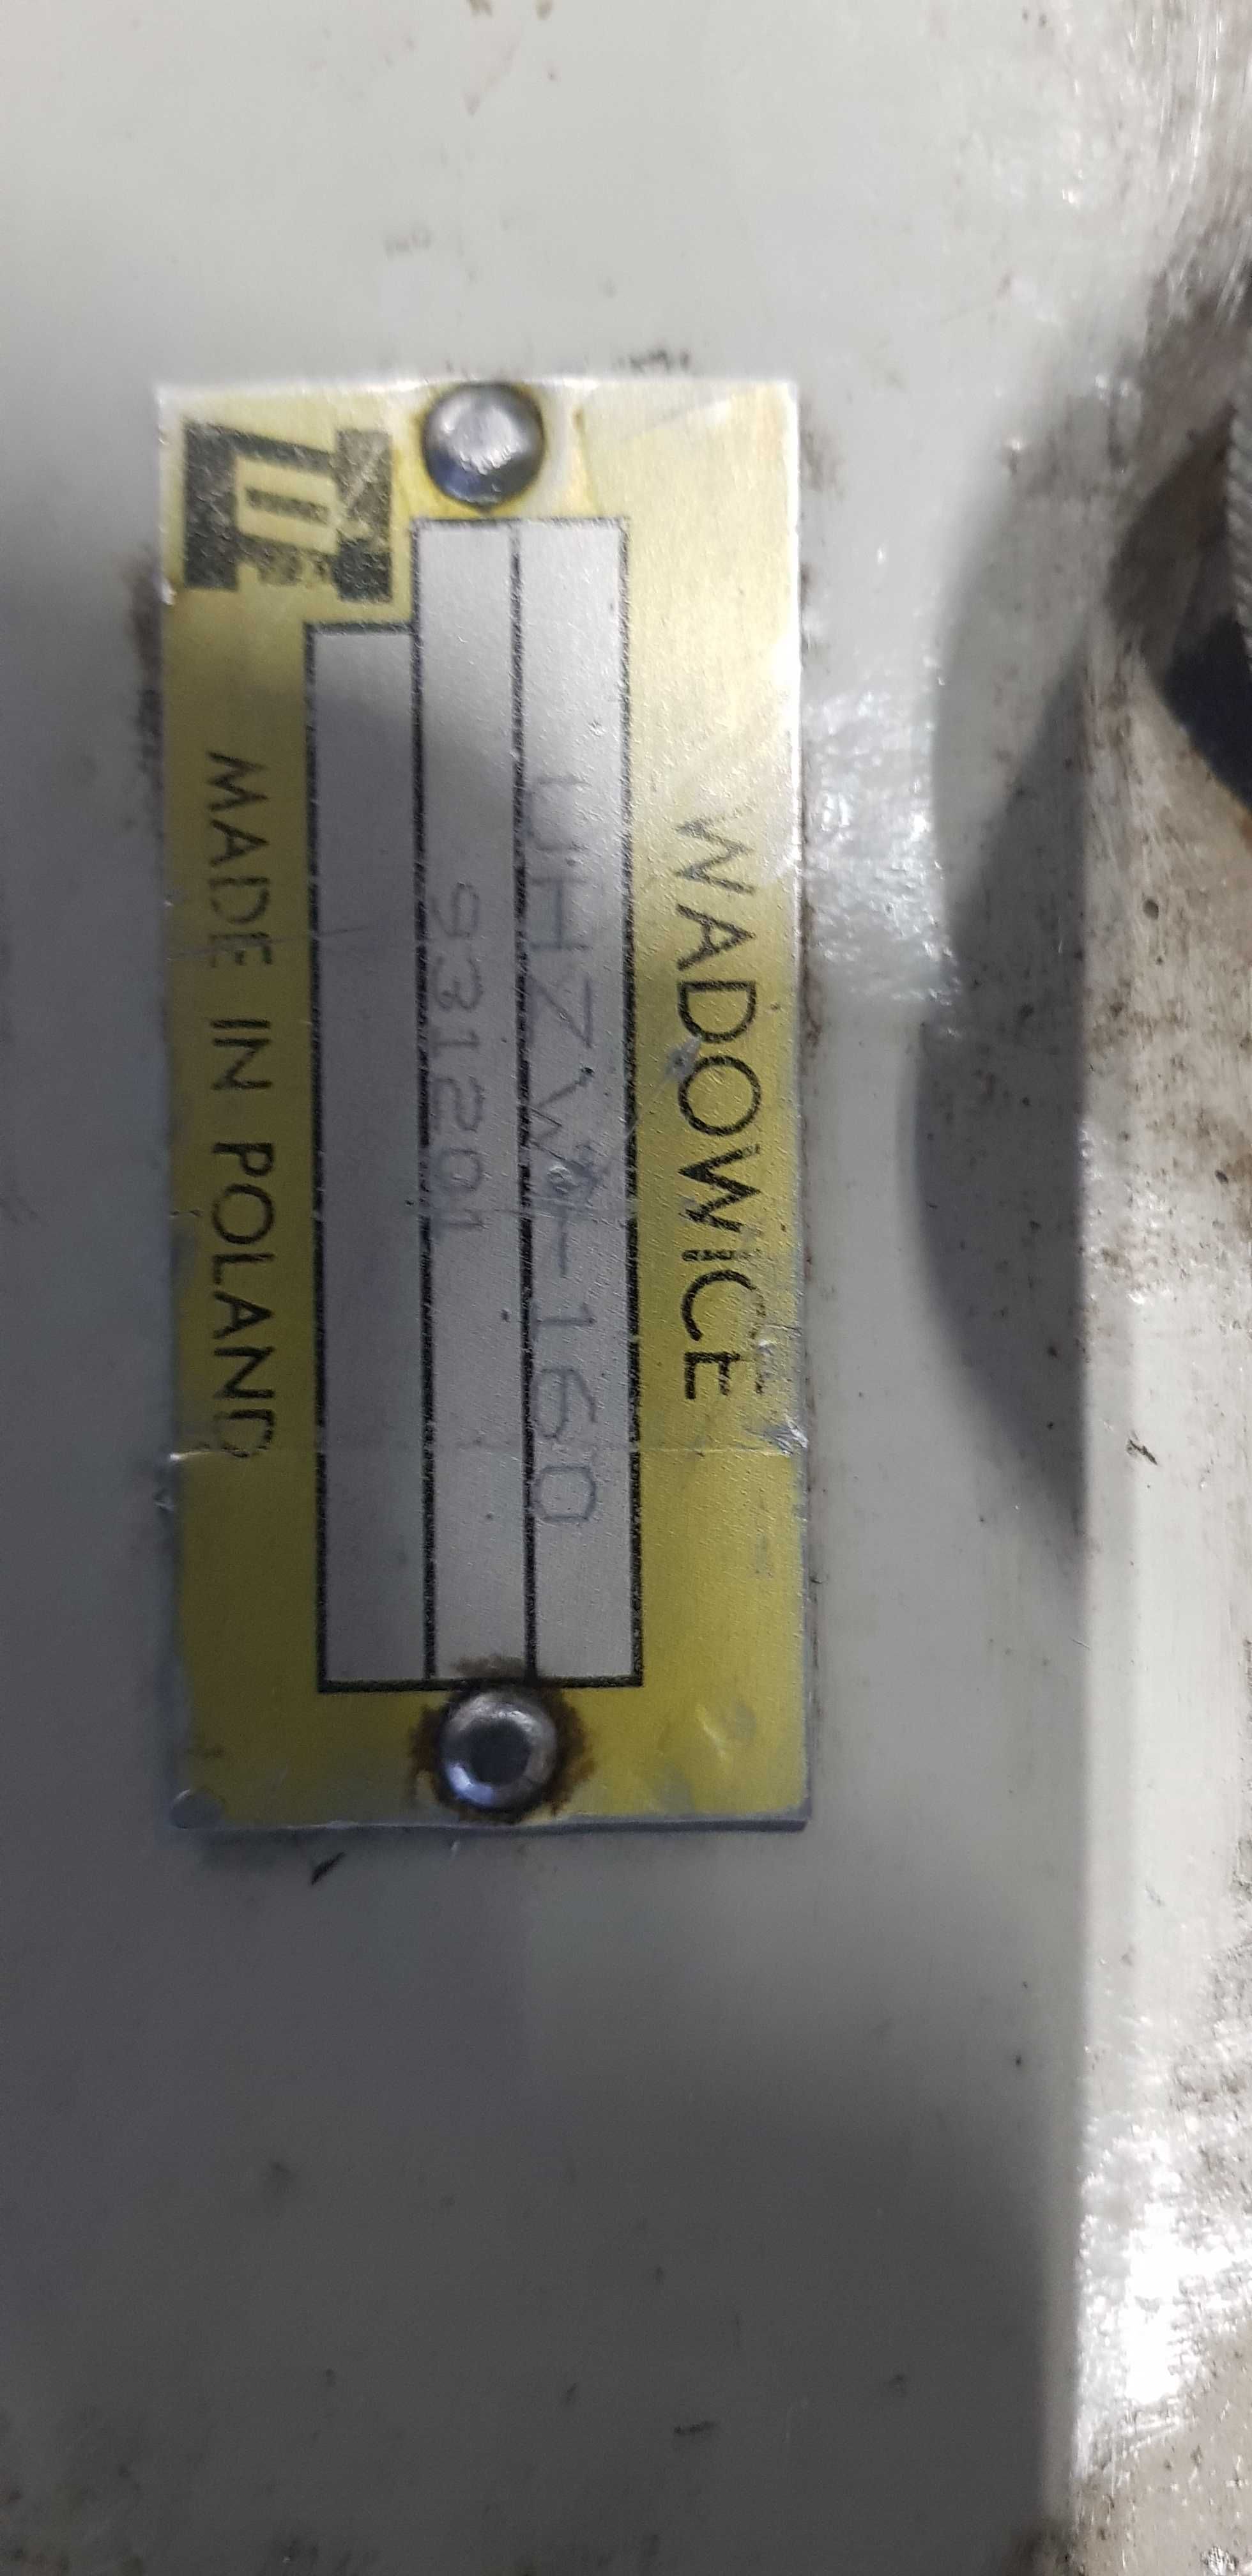 WADOWICE
UHZW-160
931201
MADE IN POLAND